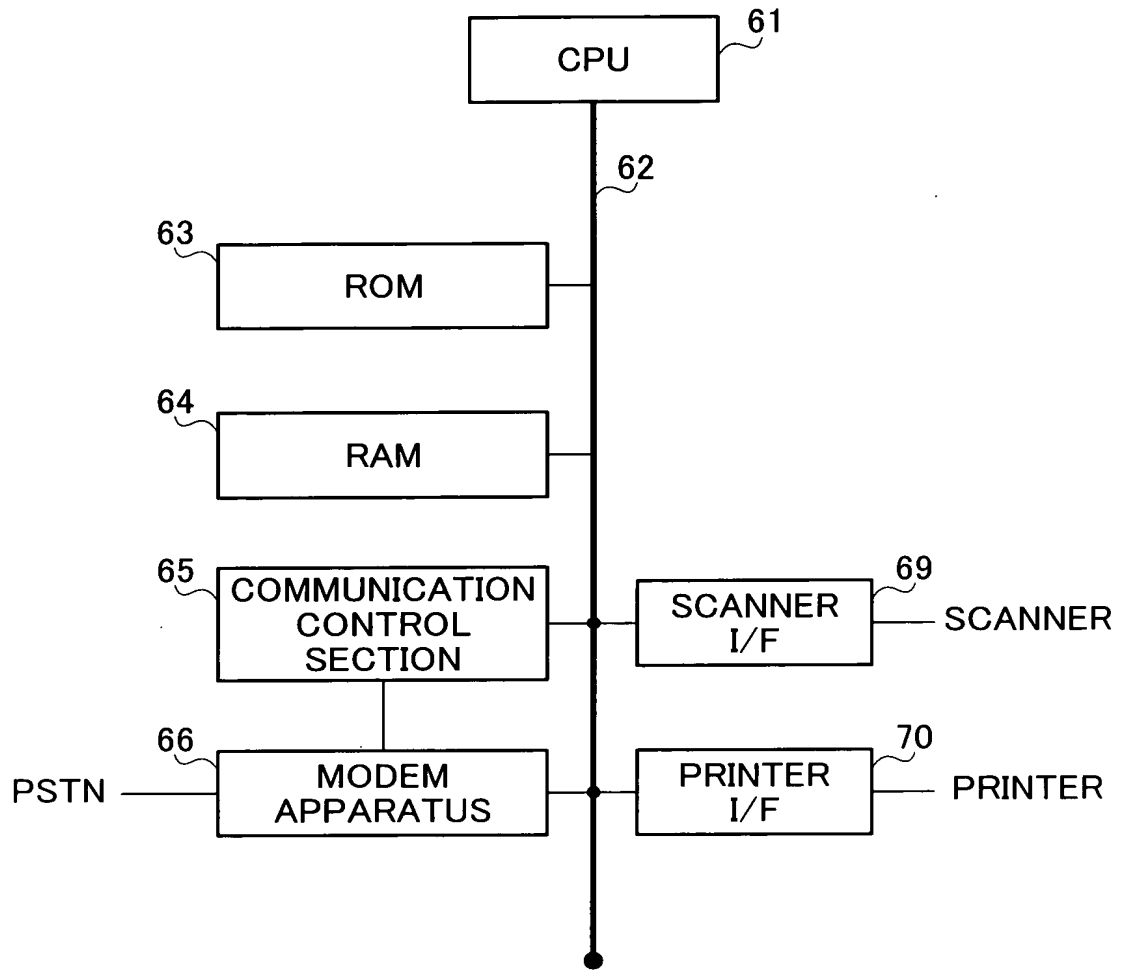 61
CPU
62
63
ROM
64
RAM
65
COMMUNICATION
CONTROL
SECTION
69
SCANNER
I/F
SCANNER
66
PSTN
MODEM
APPARATUS
70
PRINTER
I/F
PRINTER